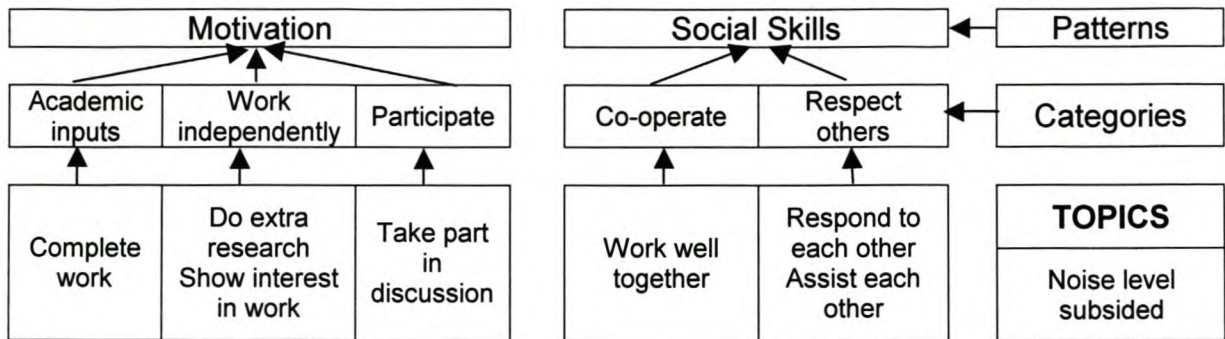 Motivation
Social Skills
Patterns
Academic
inputs
Work
independently
Participate
Co-operate
Respect
others
Categories
Complete
work
Do extra
research
Show interest
in work
Take part
in
discussion
Work well
together
Respond to
each other
Assist each
other
TOPICS
Noise level
subsided